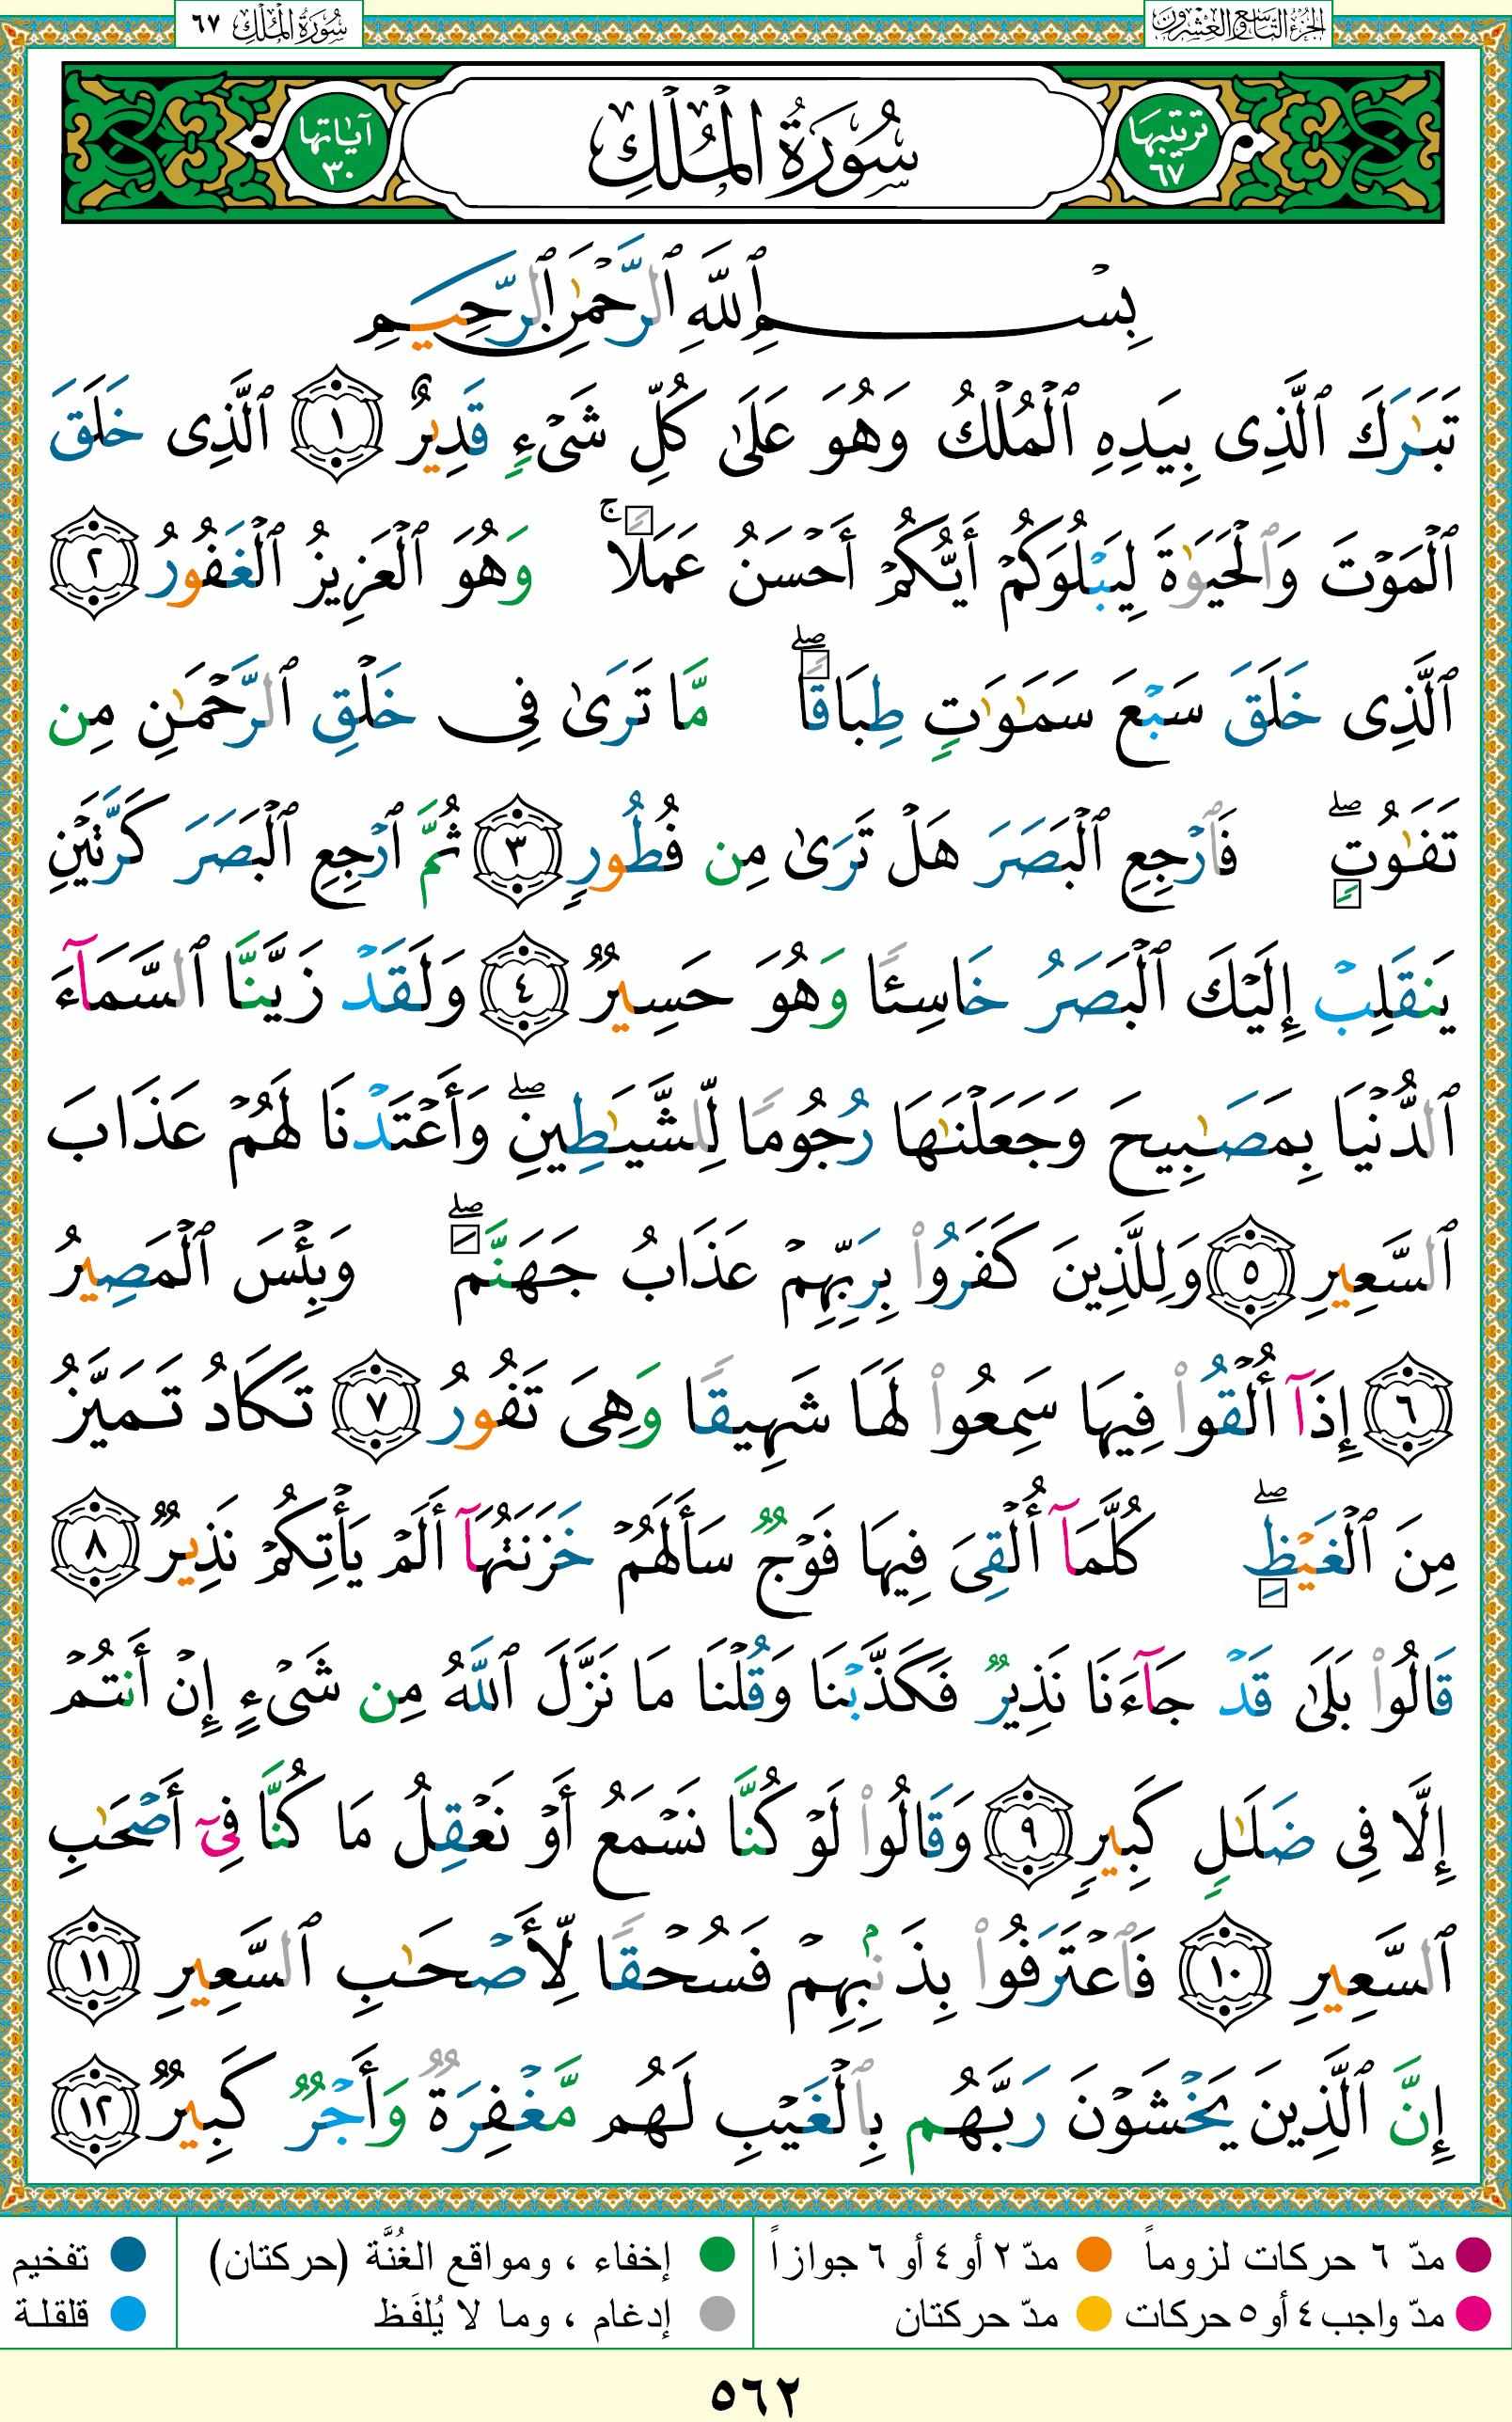 الجزء التاسع والعشرون
سورة الملك ٦٧
ترتيبها ٦٧
سُورَةُ المُلْكِ
آياتها ٣٠
بِسْمِ ٱللَّهِ ٱلرَّحْمَٰنِ ٱلرَّحِيمِ
تَبَٰرَكَ ٱلَّذِى بِيَدِهِ ٱلْمُلْكُ وَهُوَ عَلَىٰ كُلِّ شَىْءٍ قَدِيرٌ ١ ٱلَّذِى خَلَقَ
ٱلْمَوْتَ وَٱلْحَيَوٰةَ لِيَبْلُوَكُمْ أَيُّكُمْ أَحْسَنُ عَمَلًا ۚ وَهُوَ ٱلْعَزِيزُ ٱلْغَفُورُ ٢
ٱلَّذِى خَلَقَ سَبْعَ سَمَٰوَٰتٍ طِبَاقًا ۖ مَّا تَرَىٰ فِى خَلْقِ ٱلرَّحْمَٰنِ مِن
تَفَٰوُتٍ ۖ فَٱرْجِعِ ٱلْبَصَرَ هَلْ تَرَىٰ مِن فُطُورٍ ٣ ثُمَّ ٱرْجِعِ ٱلْبَصَرَ كَرَّتَيْنِ
يَنقَلِبْ إِلَيْكَ ٱلْبَصَرُ خَاسِئًا وَهُوَ حَسِيرٌ ٤ وَلَقَدْ زَيَّنَّا ٱلسَّمَآءَ
ٱلدُّنْيَا بِمَصَٰبِيحَ وَجَعَلْنَٰهَا رُجُومًا لِّلشَّيَٰطِينِ ۖ وَأَعْتَدْنَا لَهُمْ عَذَابَ
ٱلسَّعِيرِ ٥ وَلِلَّذِينَ كَفَرُوا۟ بِرَبِّهِمْ عَذَابُ جَهَنَّمَ ۖ وَبِئْسَ ٱلْمَصِيرُ
٦ إِذَآ أُلْقُوا۟ فِيهَا سَمِعُوا۟ لَهَا شَهِيقًا وَهِىَ تَفُورُ ٧ تَكَادُ تَمَيَّزُ
مِنَ ٱلْغَيْظِ ۖ كُلَّمَآ أُلْقِىَ فِيهَا فَوْجٌ سَأَلَهُمْ خَزَنَتُهَآ أَلَمْ يَأْتِكُمْ نَذِيرٌ ٨
قَالُوا۟ بَلَىٰ قَدْ جَآءَنَا نَذِيرٌ فَكَذَّبْنَا وَقُلْنَا مَا نَزَّلَ ٱللَّهُ مِن شَىْءٍ إِنْ أَنتُمْ
إِلَّا فِى ضَلَٰلٍ كَبِيرٍ ٩ وَقَالُوا۟ لَوْ كُنَّا نَسْمَعُ أَوْ نَعْقِلُ مَا كُنَّا فِىٓ أَصْحَٰبِ
ٱلسَّعِيرِ ١٠ فَٱعْتَرَفُوا۟ بِذَنۢبِهِمْ فَسُحْقًا لِّأَصْحَٰبِ ٱلسَّعِيرِ ١١
إِنَّ ٱلَّذِينَ يَخْشَوْنَ رَبَّهُم بِٱلْغَيْبِ لَهُم مَّغْفِرَةٌ وَأَجْرٌ كَبِيرٌ ١٢
مدّ ٦ حركات لزوماً مدّ ٢ أو ٤ أو ٦ جوازاً إخفاء ، ومواقع الغُنَّة (حركتان) تفخيم
مدّ واجب ٤ أو ٥ حركات مدّ حركتان إدغام ، وما لا يُلفَظ قلقلة
٥٦٢